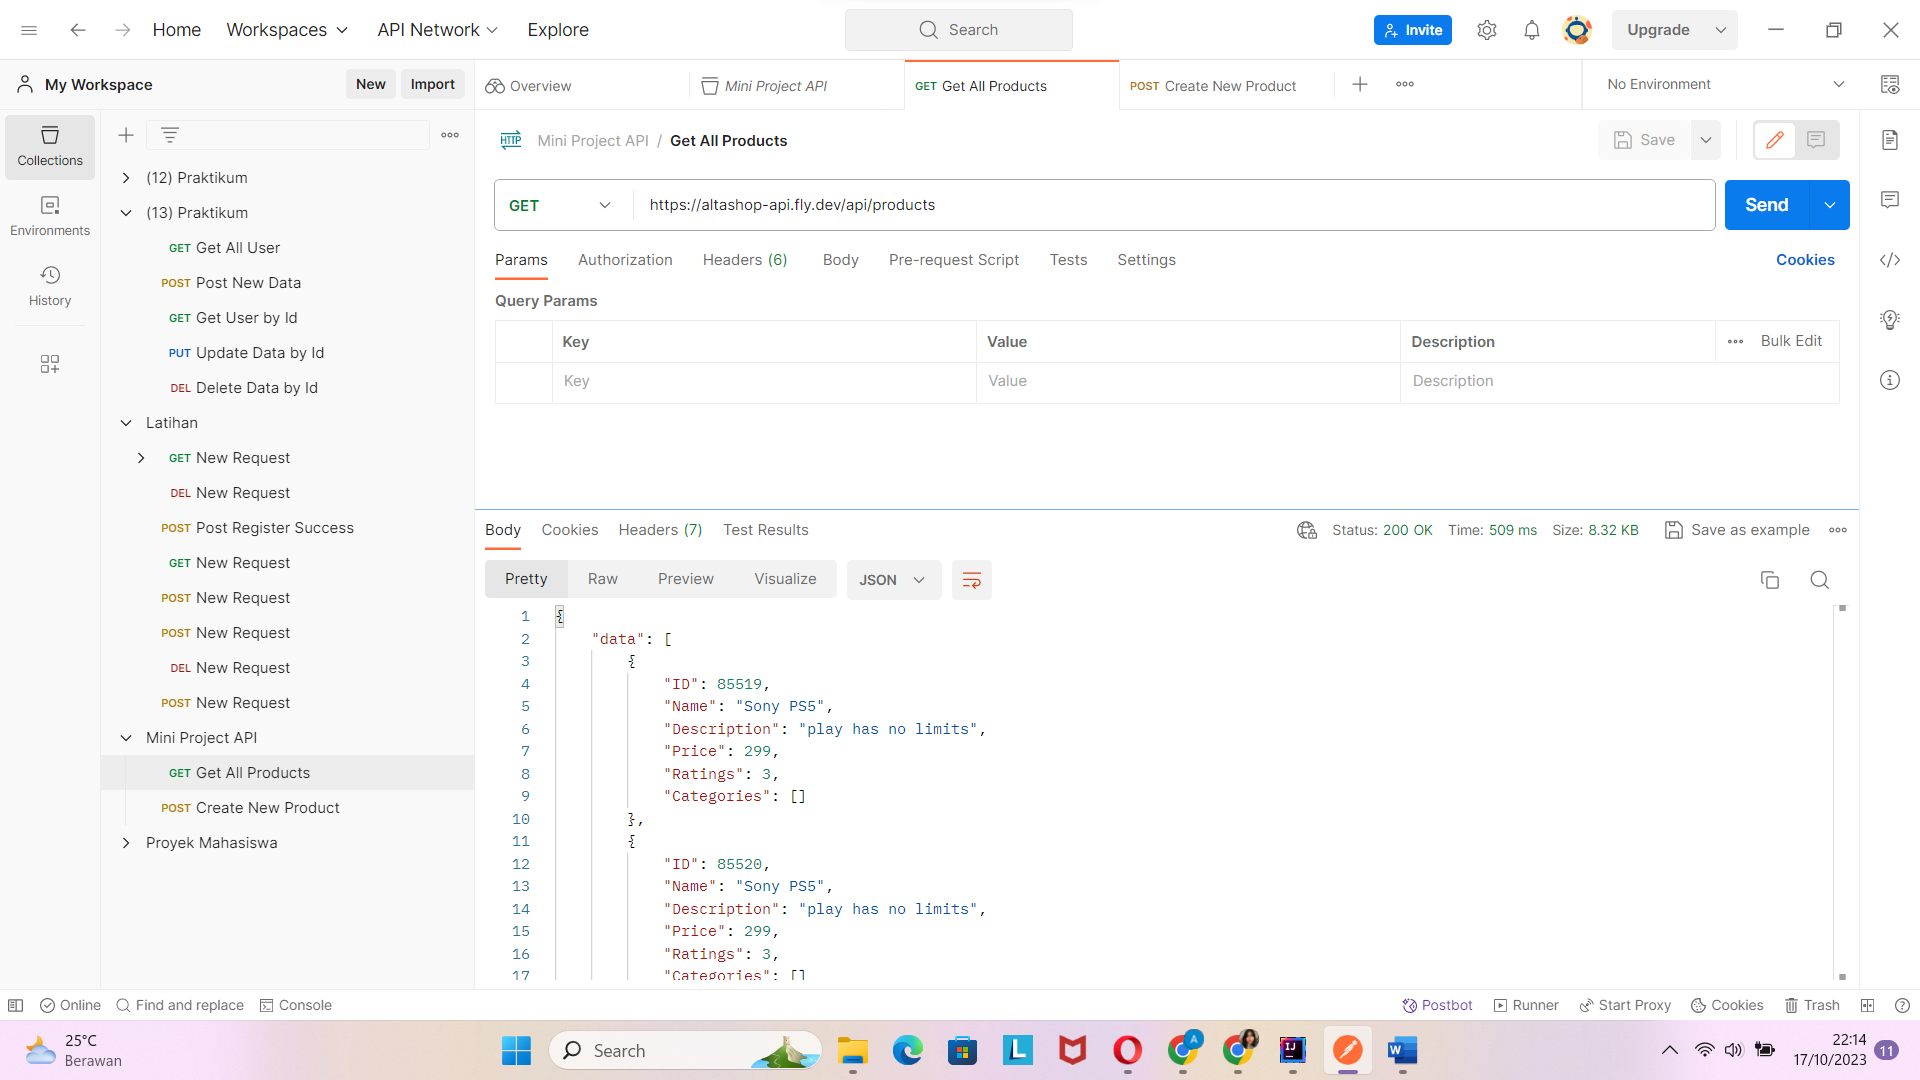 Home Workspaces API Network Explore Search Invite Upgrade
My Workspace New Import Overview Mini Project API GET Get All Products POST Create New Product No Environment
Collections
Environments
History
(12) Praktikum
(13) Praktikum
GET Get All User
POST Post New Data
GET Get User by Id
PUT Update Data by Id
DEL Delete Data by Id
Latihan
GET New Request
DEL New Request
POST Post Register Success
GET New Request
POST New Request
POST New Request
DEL New Request
POST New Request
Mini Project API
GET Get All Products
POST Create New Product
Proyek Mahasiswa
HTTP Mini Project API / Get All Products Save
GET https://altashop-api.fly.dev/api/products Send
Params Authorization Headers (6) Body Pre-request Script Tests Settings Cookies
Query Params
Key Value Description Bulk Edit
Key Value Description
Body Cookies Headers (7) Test Results Status: 200 OK Time: 509 ms Size: 8.32 KB Save as example
Pretty Raw Preview Visualize JSON
1 {
2 "data": [
3 {
4 "ID": 85519,
5 "Name": "Sony PS5",
6 "Description": "play has no limits",
7 "Price": 299,
8 "Ratings": 3,
9 "Categories": []
10 },
11 {
12 "ID": 85520,
13 "Name": "Sony PS5",
14 "Description": "play has no limits",
15 "Price": 299,
16 "Ratings": 3,
17 "Categories": []
Online Find and replace Console Postbot Runner Start Proxy Cookies Trash
25°C
Berawan
Search
L
A
IJ
W
22:14
17/10/2023
11